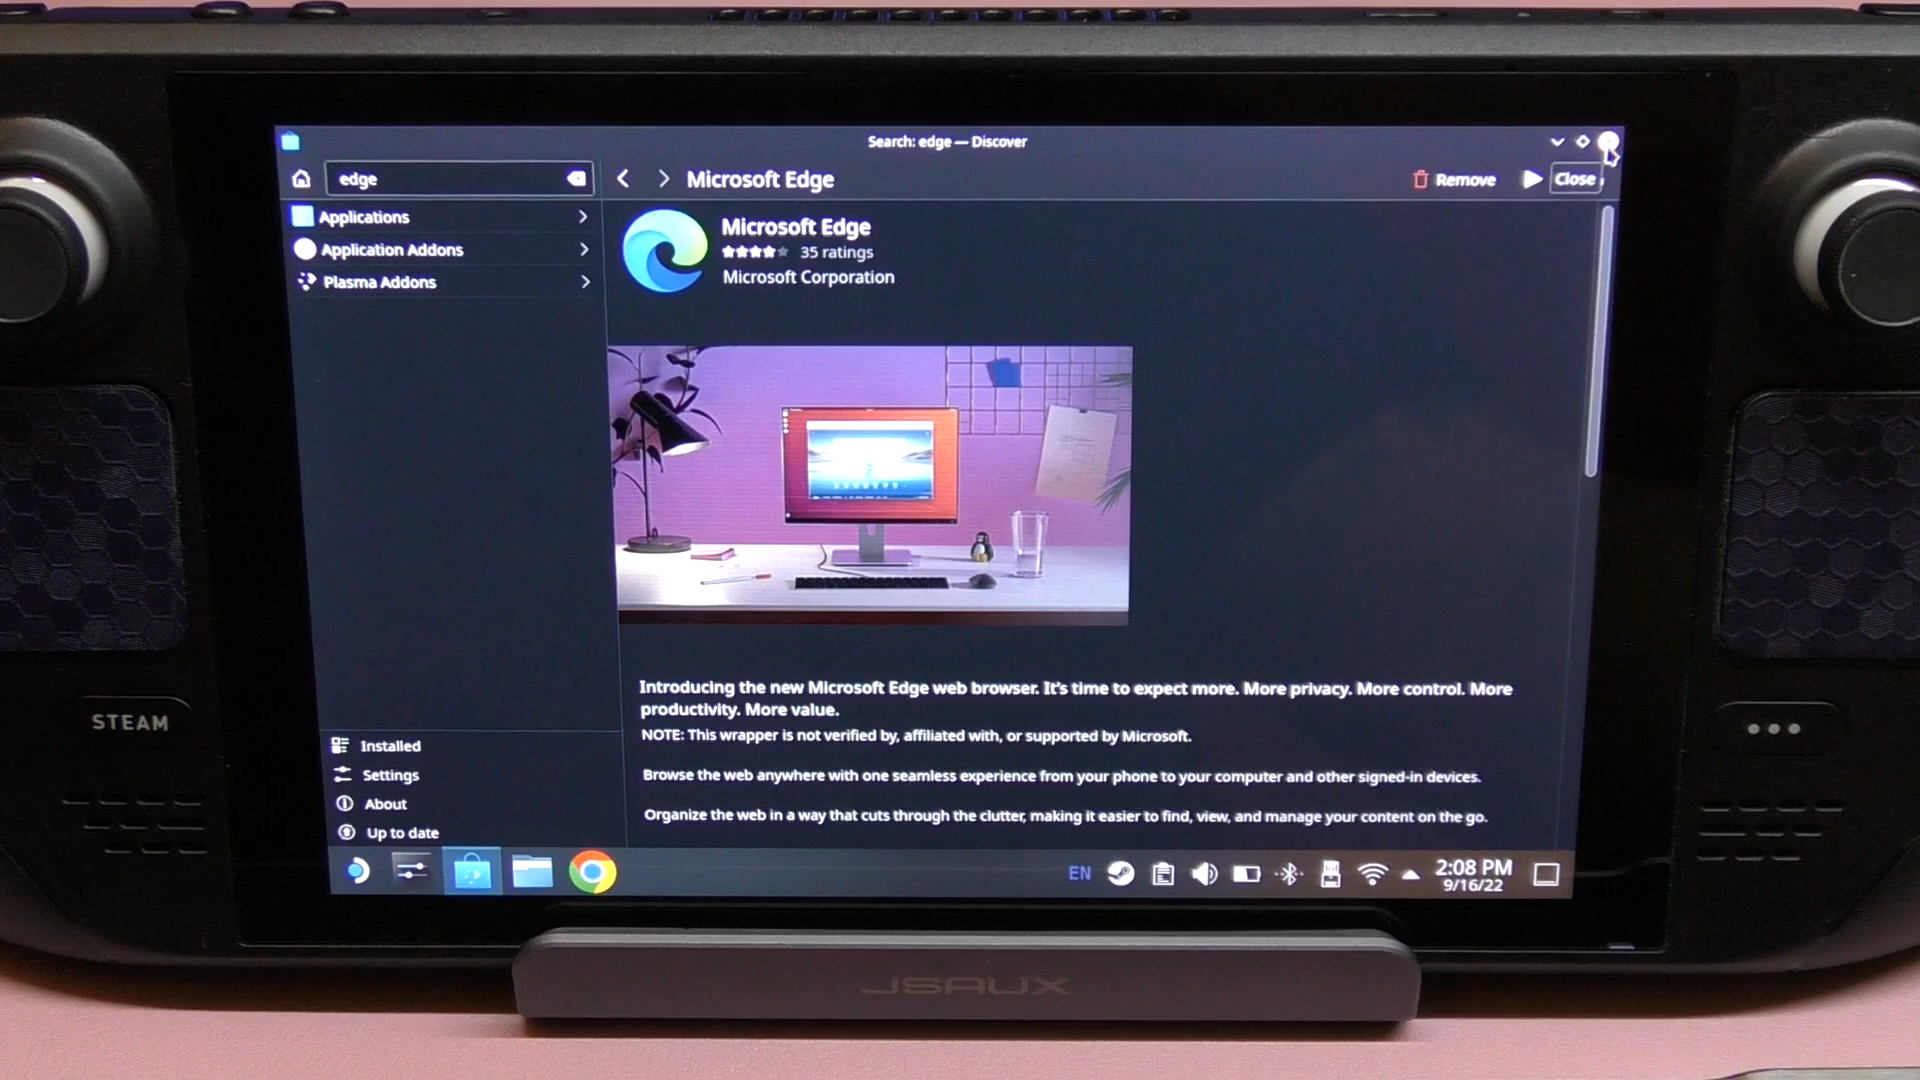 Search: edge — Discover
edge
Microsoft Edge
Remove
Close
Applications
Application Addons
Plasma Addons
Microsoft Edge
35 ratings
Microsoft Corporation
Introducing the new Microsoft Edge web browser. It's time to expect more. More privacy. More control. More
productivity. More value.
NOTE: This wrapper is not verified by, affiliated with, or supported by Microsoft.
Browse the web anywhere with one seamless experience from your phone to your computer and other signed-in devices.
Organize the web in a way that cuts through the clutter, making it easier to find, view, and manage your content on the go.
Installed
Settings
About
Up to date
EN
2:08 PM
9/16/22
STEAM
JSAUX